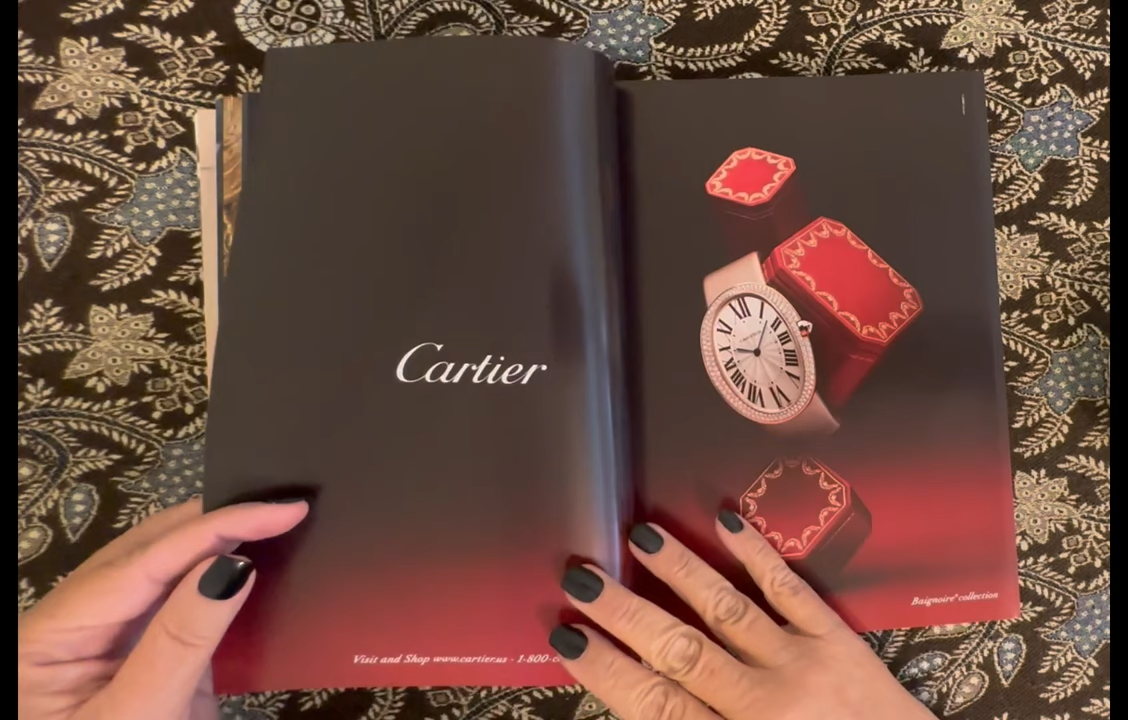 Cartier
Visit and Shop www.cartier.us - 1-800-
Baignoire® collection